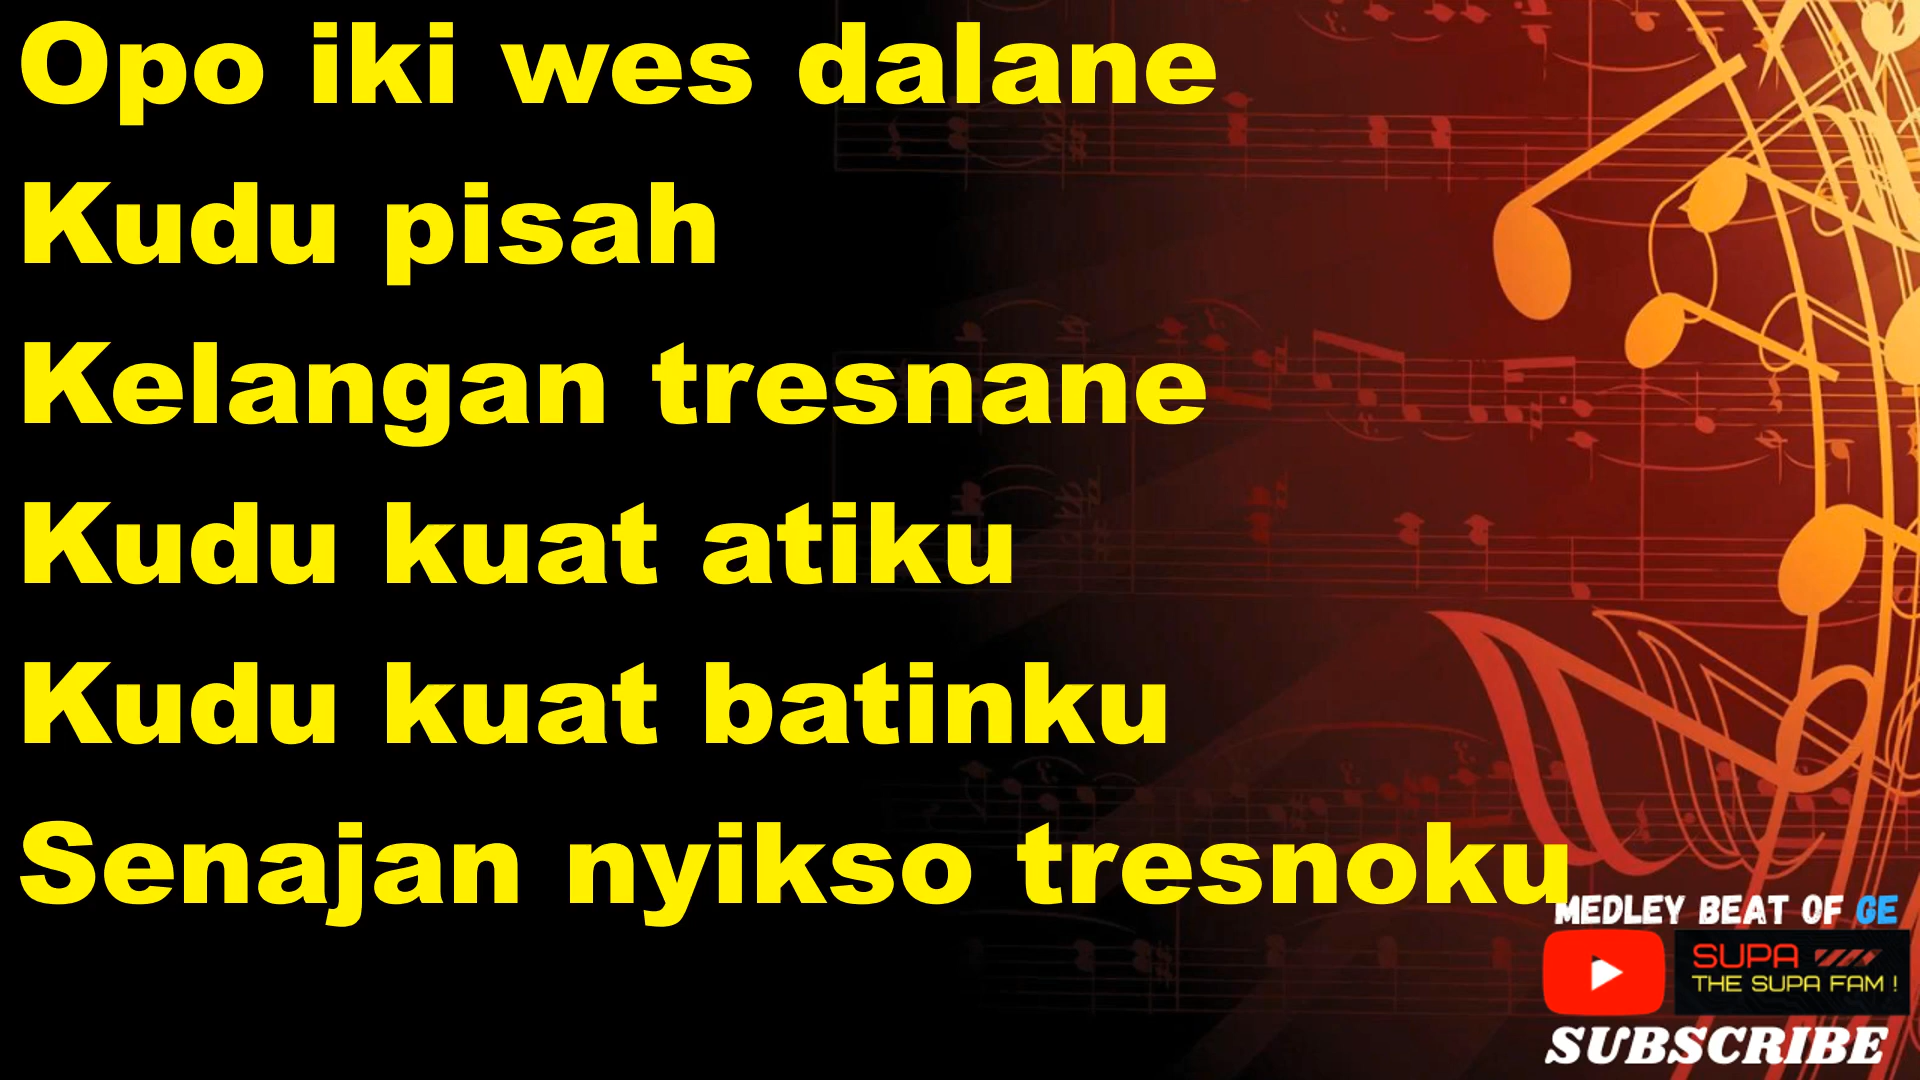 Opo iki wes dalane
Kudu pisah
Kelangan tresnane
Kudu kuat atiku
Kudu kuat batinku
Senajan nyikso tresnoku
MEDLEY BEAT OF GE
SUPA
THE SUPA FAM !
SUBSCRIBE